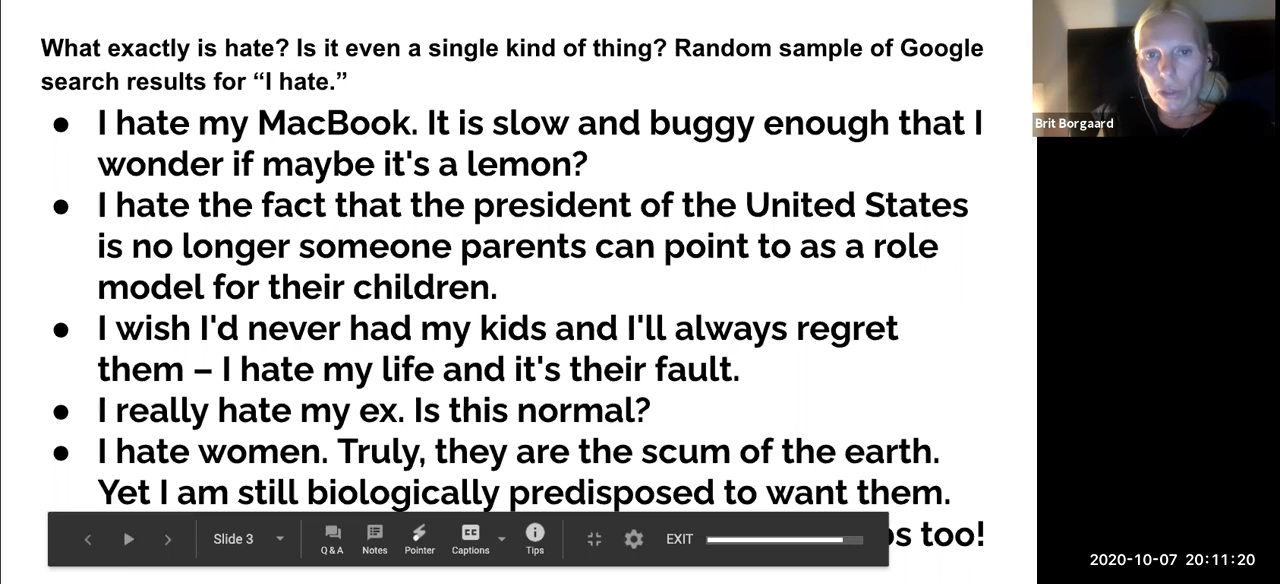 What exactly is hate? Is it even a single kind of thing? Random sample of Google
search results for “I hate.”
● I hate my MacBook. It is slow and buggy enough that I
wonder if maybe it's a lemon?
● I hate the fact that the president of the United States
is no longer someone parents can point to as a role
model for their children.
● I wish I'd never had my kids and I'll always regret
them – I hate my life and it's their fault.
● I really hate my ex. Is this normal?
● I hate women. Truly, they are the scum of the earth.
Yet I am still biologically predisposed to want them.
too!
Slide 3
Q & A
Notes
Pointer
Captions
Tips
EXIT
Brit Borgaard
2020-10-07 20:11:20